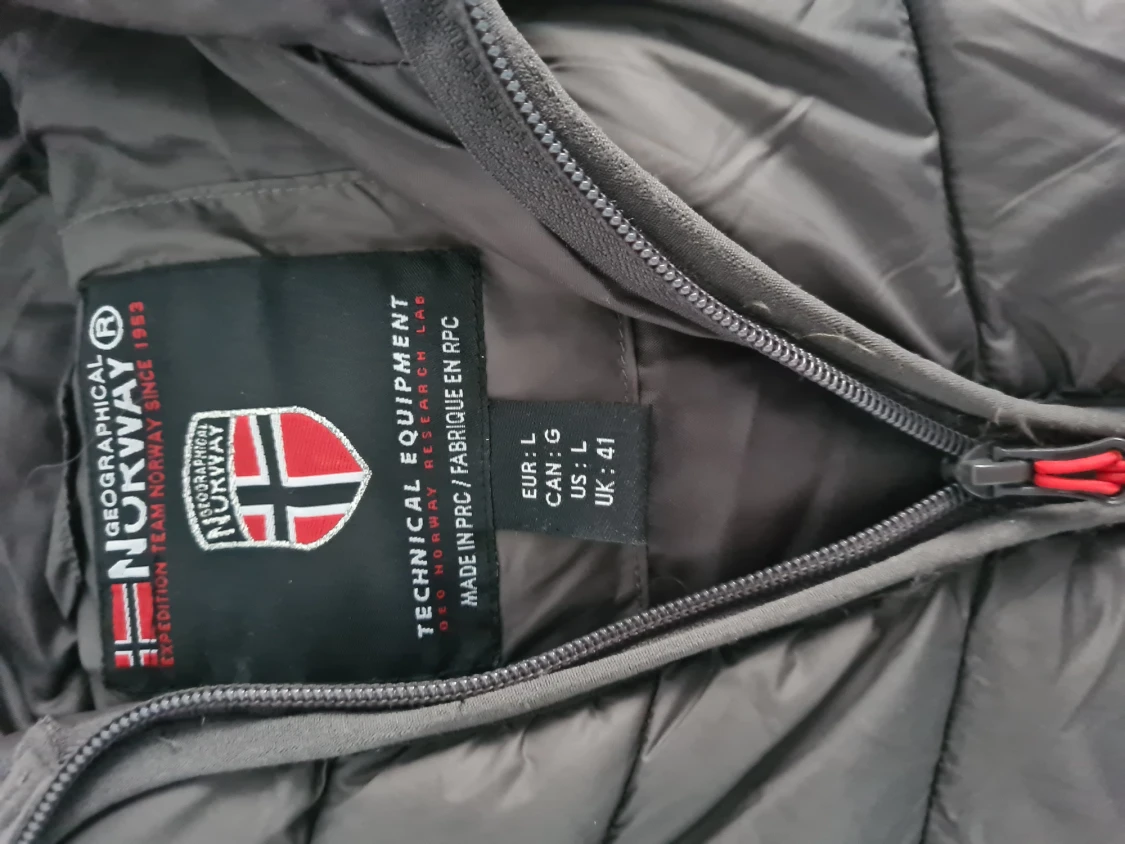 GEOGRAPHICAL
NORWAY®
EXPEDITION TEAM NORWAY SINCE 1953
GEOGRAPHICAL
NORWAY
TECHNICAL EQUIPMENT
GEO NORWAY RESEARCH LAB
MADE IN PRC / FABRIQUE EN RPC
EUR : L
CAN : G
US : L
UK : 41